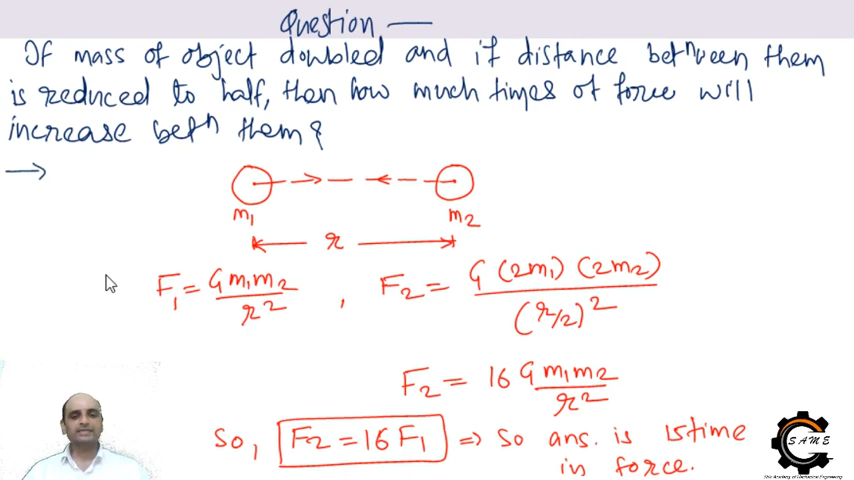 Question —
If mass of object doubled and if distance between them
is reduced to half, then how much times of force will
increase betn them?
→
m1 m2
r
F1 = Gm1m2/r2 , F2 = G(2m1)(2m2)/(r/2)2
F2 = 16 Gm1m2/r2
So, F2 = 16 F1 ⇒ So ans. is 15time
in force.
SAME